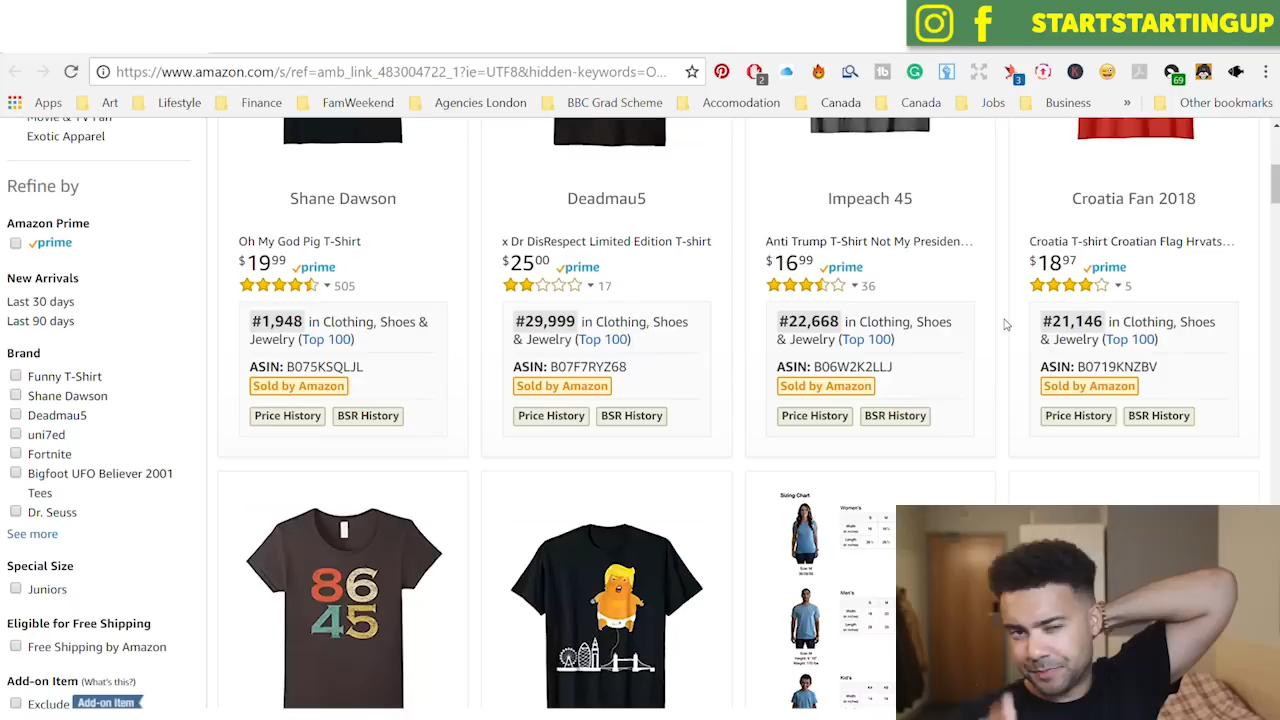 STARTSTARTINGUP
https://www.amazon.com/s/ref=amb_link_483004722_1?ie=UTF8&hidden-keywords=O...
2
3
69
Apps
Art
Lifestyle
Finance
FamWeekend
Agencies London
BBC Grad Scheme
Accomodation
Canada
Canada
Jobs
Business
»
Other bookmarks
Movie & TV Fan
Exotic Apparel
Refine by
Amazon Prime
prime
New Arrivals
Last 30 days
Last 90 days
Brand
Funny T-Shirt
Shane Dawson
Deadmau5
uni7ed
Fortnite
Bigfoot UFO Believer 2001
Tees
Dr. Seuss
See more
Special Size
Juniors
Eligible for Free Shipping
Free Shipping by Amazon
Add-on Item (What's this?)
Exclude Add-on Item
Shane Dawson
Oh My God Pig T-Shirt
$19.99 prime
505
#1,948 in Clothing, Shoes &
Jewelry (Top 100)
ASIN: B075KSQLJL
Sold by Amazon
Price History BSR History
Deadmau5
x Dr DisRespect Limited Edition T-shirt
$25.00 prime
17
#29,999 in Clothing, Shoes
& Jewelry (Top 100)
ASIN: B07F7RYZ68
Sold by Amazon
Price History BSR History
Impeach 45
Anti Trump T-Shirt Not My Presiden...
$16.99 prime
36
#22,668 in Clothing, Shoes
& Jewelry (Top 100)
ASIN: B06W2K2LLJ
Sold by Amazon
Price History BSR History
Croatia Fan 2018
Croatia T-shirt Croatian Flag Hrvats...
$18.97 prime
5
#21,146 in Clothing, Shoes
& Jewelry (Top 100)
ASIN: B0719KNZBV
Sold by Amazon
Price History BSR History
86
45
Sizing Chart
Women's
Men's
Kid's